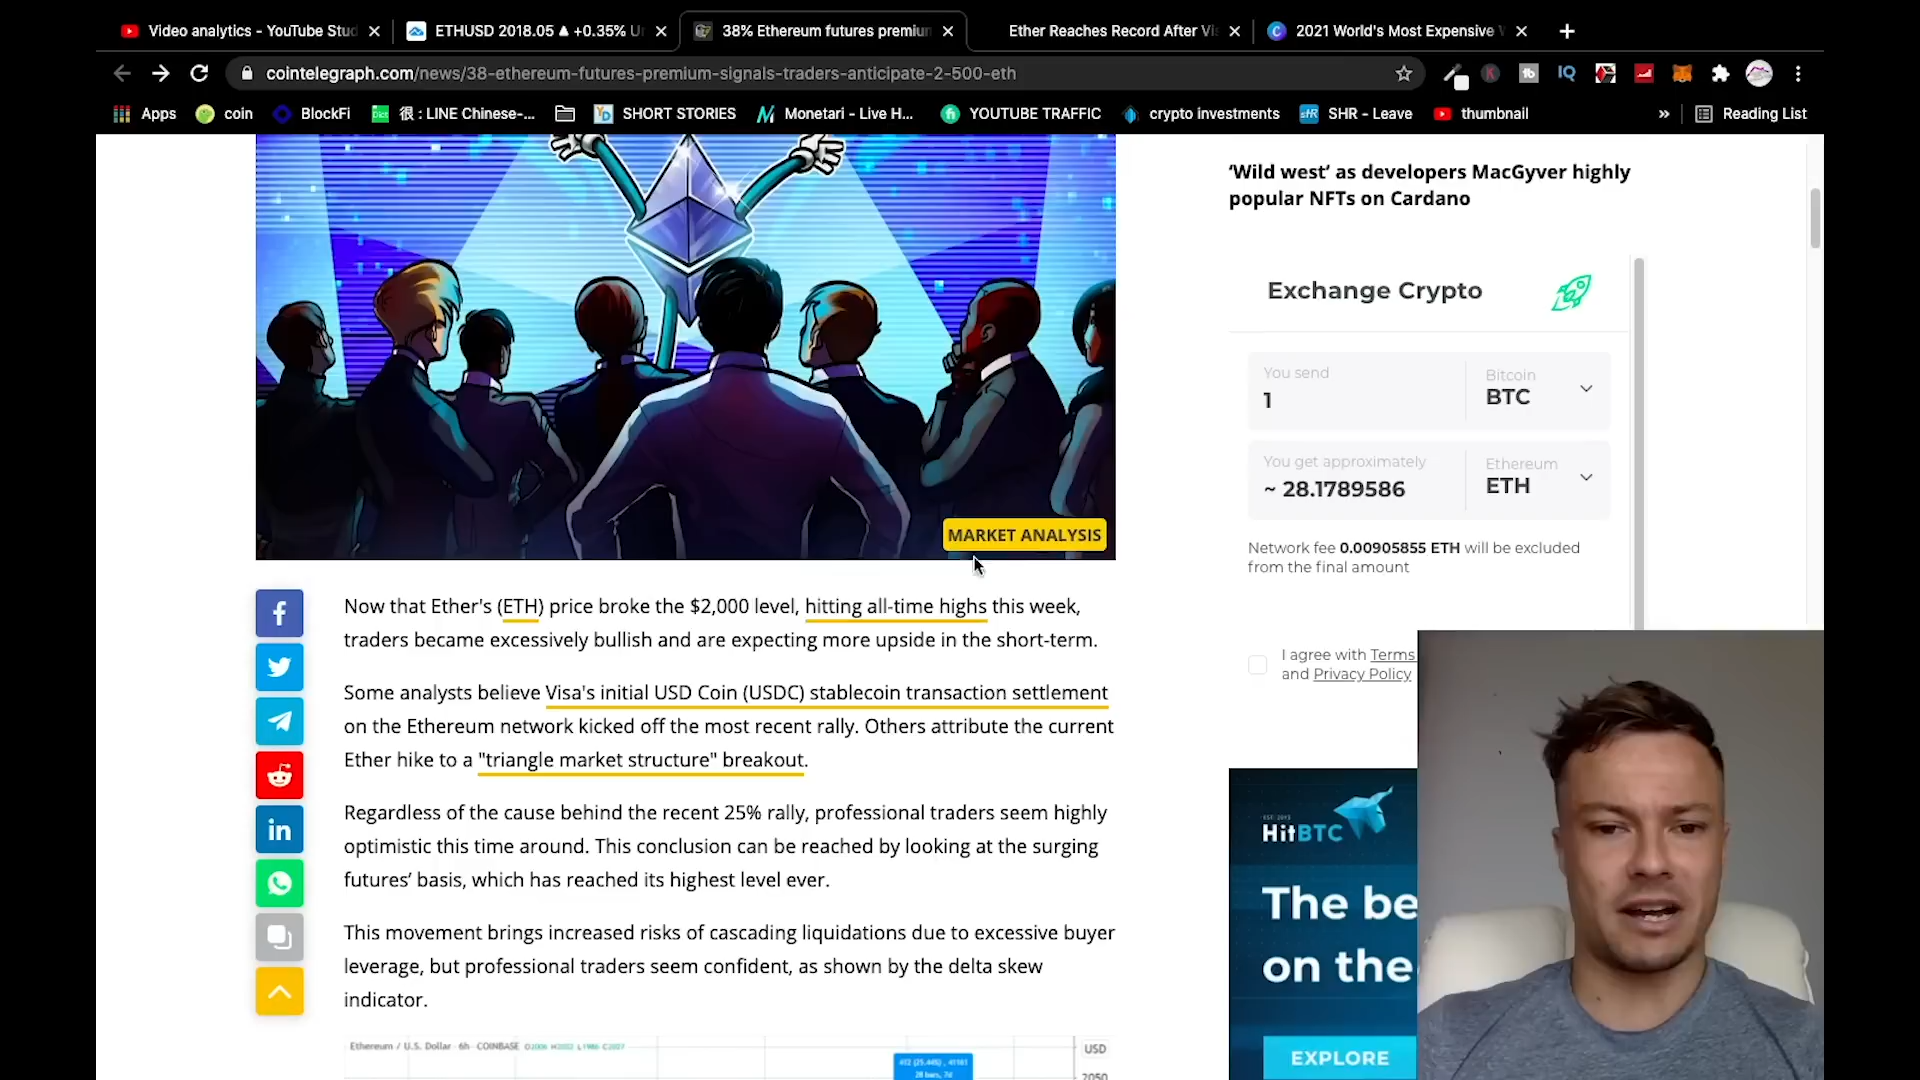 Video analytics - YouTube Stud
ETHUSD 2018.05 ▲ +0.35% U
38% Ethereum futures premiun
Ether Reaches Record After Vi
2021 World's Most Expensive
cointelegraph.com/news/38-ethereum-futures-premium-signals-traders-anticipate-2-500-eth
Apps
coin
BlockFi
很 : LINE Chinese-...
SHORT STORIES
Monetari - Live H...
YOUTUBE TRAFFIC
crypto investments
SHR - Leave
thumbnail
»
Reading List
'Wild west' as developers MacGyver highly
popular NFTs on Cardano
Exchange Crypto
You send
1
Bitcoin
BTC
You get approximately
~ 28.1789586
Ethereum
ETH
Network fee 0.00905855 ETH will be excluded
from the final amount
I agree with Terms
and Privacy Policy
MARKET ANALYSIS
Now that Ether's (ETH) price broke the $2,000 level, hitting all-time highs this week,
traders became excessively bullish and are expecting more upside in the short-term.
Some analysts believe Visa's initial USD Coin (USDC) stablecoin transaction settlement
on the Ethereum network kicked off the most recent rally. Others attribute the current
Ether hike to a "triangle market structure" breakout.
Regardless of the cause behind the recent 25% rally, professional traders seem highly
optimistic this time around. This conclusion can be reached by looking at the surging
futures' basis, which has reached its highest level ever.
This movement brings increased risks of cascading liquidations due to excessive buyer
leverage, but professional traders seem confident, as shown by the delta skew
indicator.
Ethereum / U.S. Dollar · 6h · COINBASE
USD
2050
HitBTC
The be
on the
EXPLORE